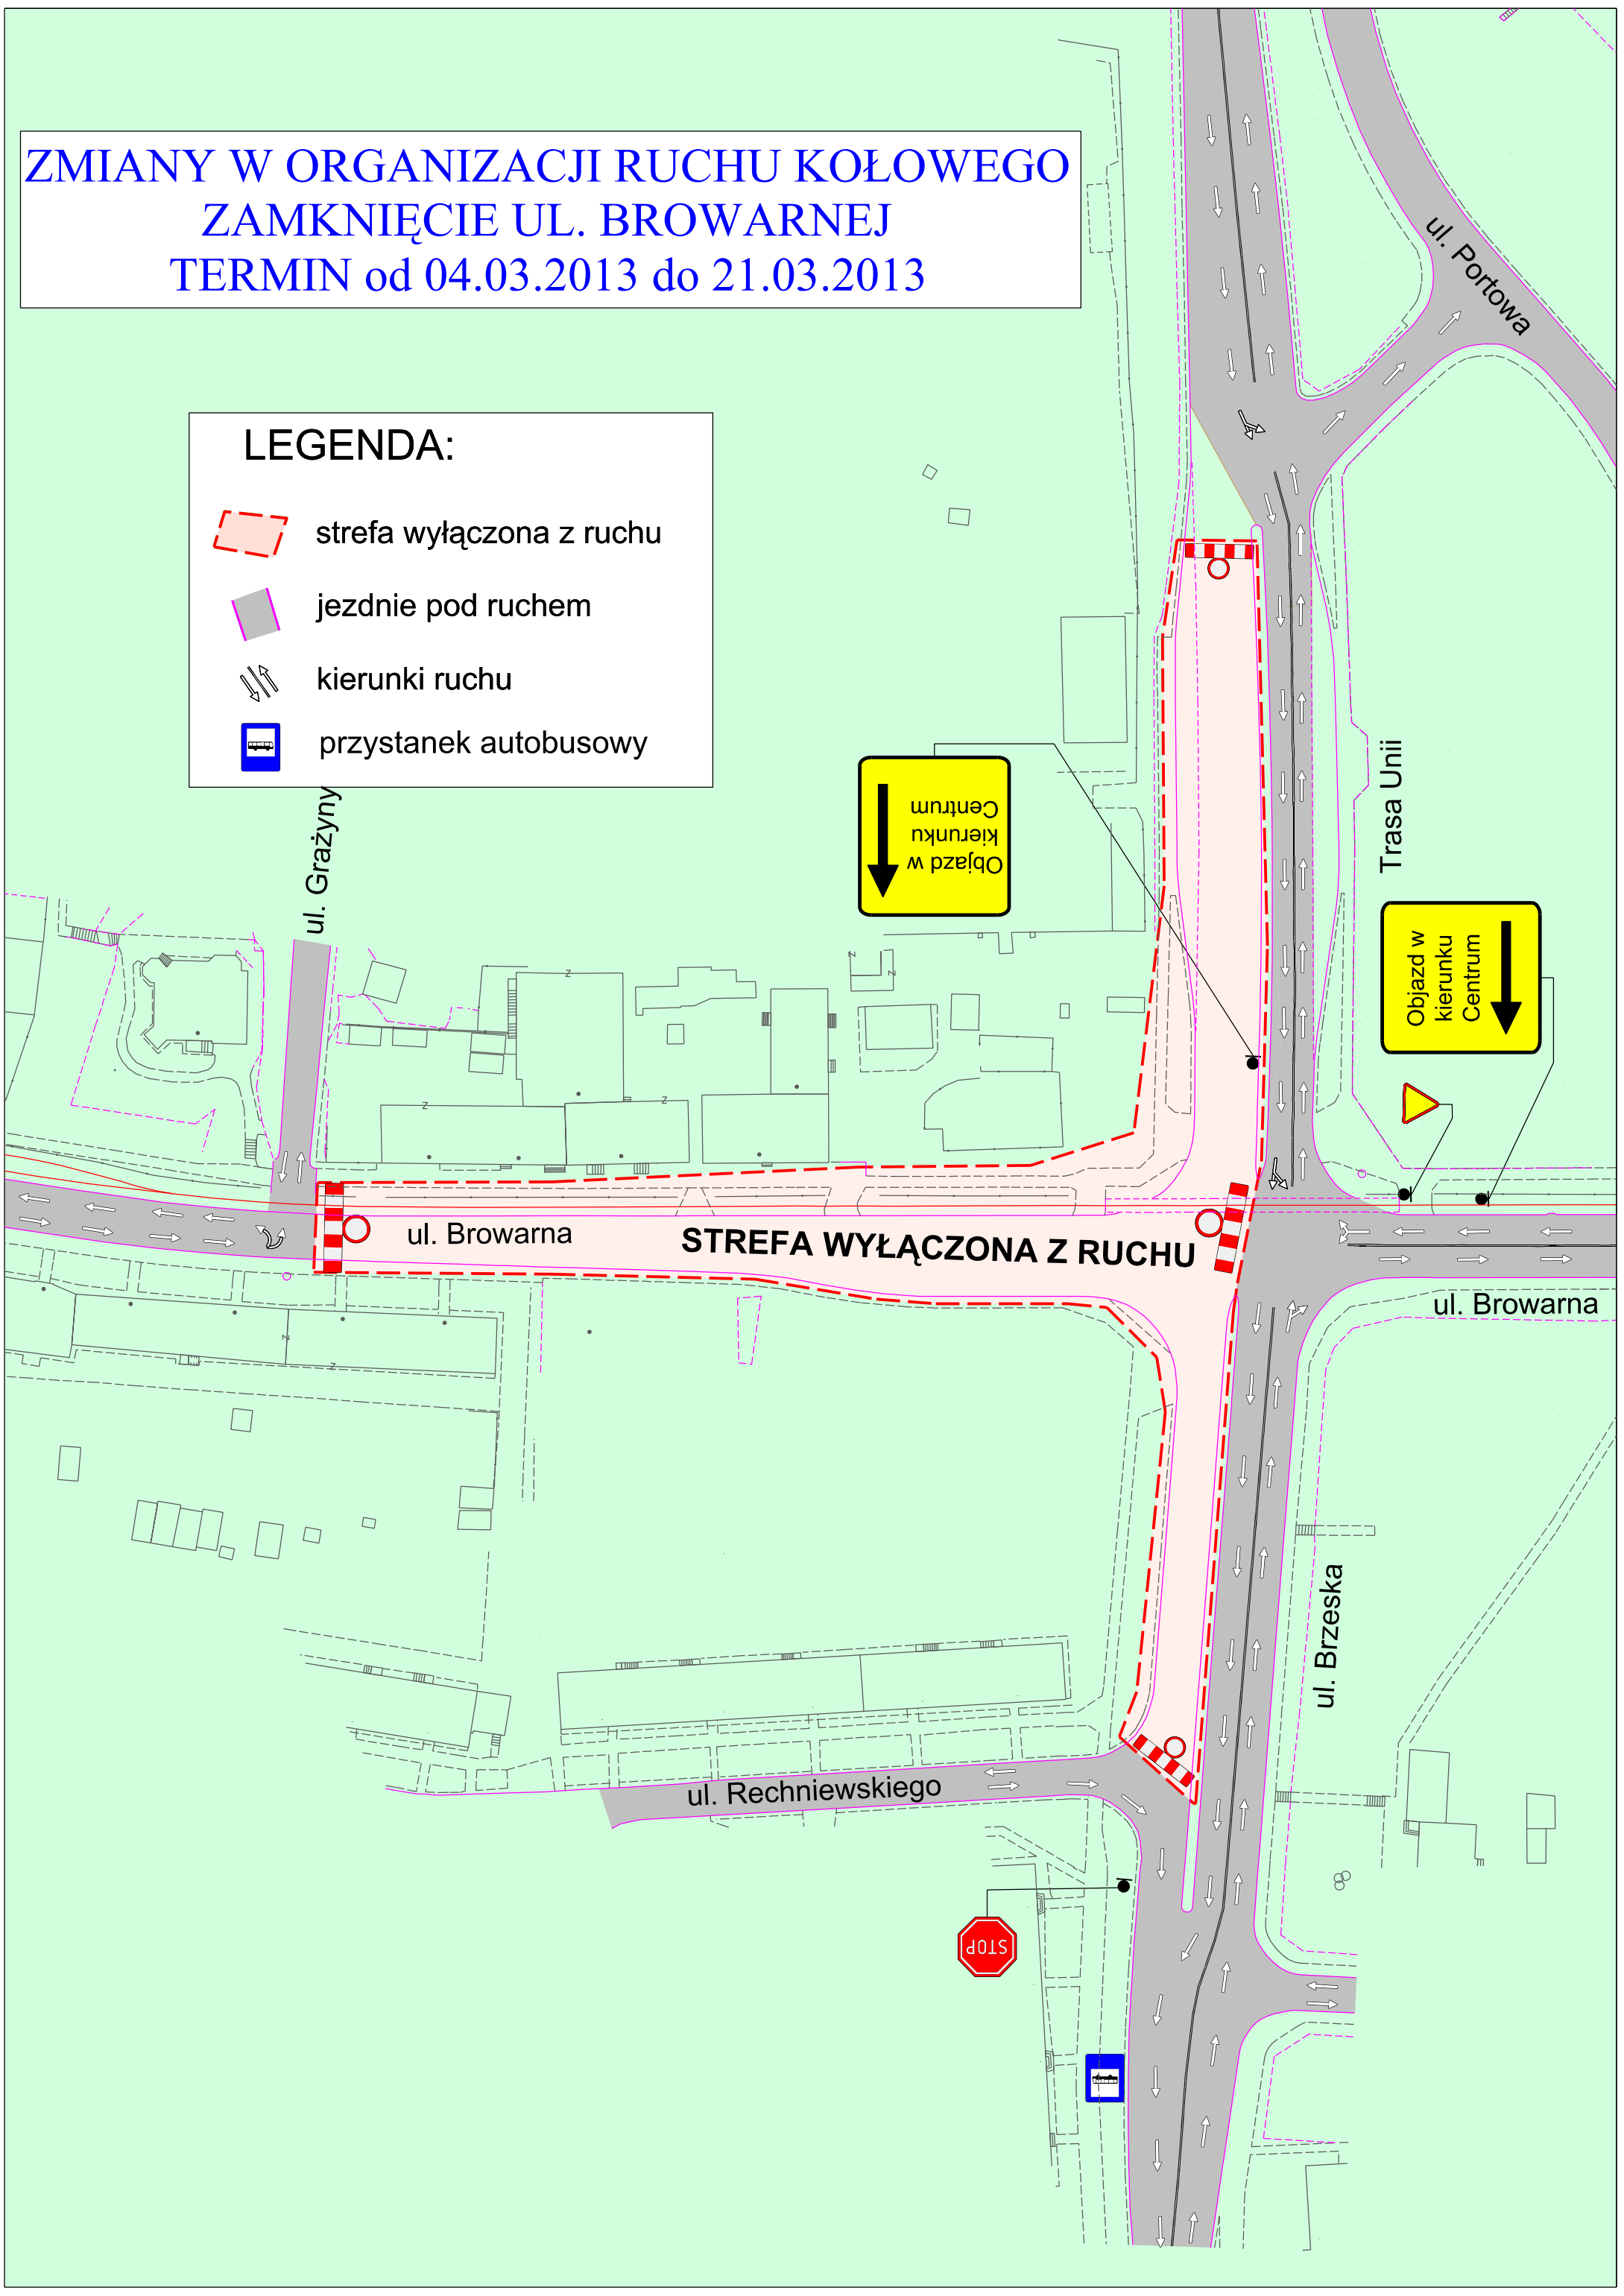 ZMIANY W ORGANIZACJI RUCHU KOŁOWEGO
ZAMKNIĘCIE UL. BROWARNEJ
TERMIN od 04.03.2013 do 21.03.2013
ul. Portowa
LEGENDA:
strefa wyłączona z ruchu
jezdnie pod ruchem
kierunki ruchu
przystanek autobusowy
ul. Grażyny
Objazd w
kierunku
Centrum
Trasa Unii
Objazd w
kierunku
Centrum
z
z
z
z
z
ul. Browarna
STREFA WYŁĄCZONA Z RUCHU
ul. Browarna
z
z
ul. Brzeska
ul. Rechniewskiego
STOP